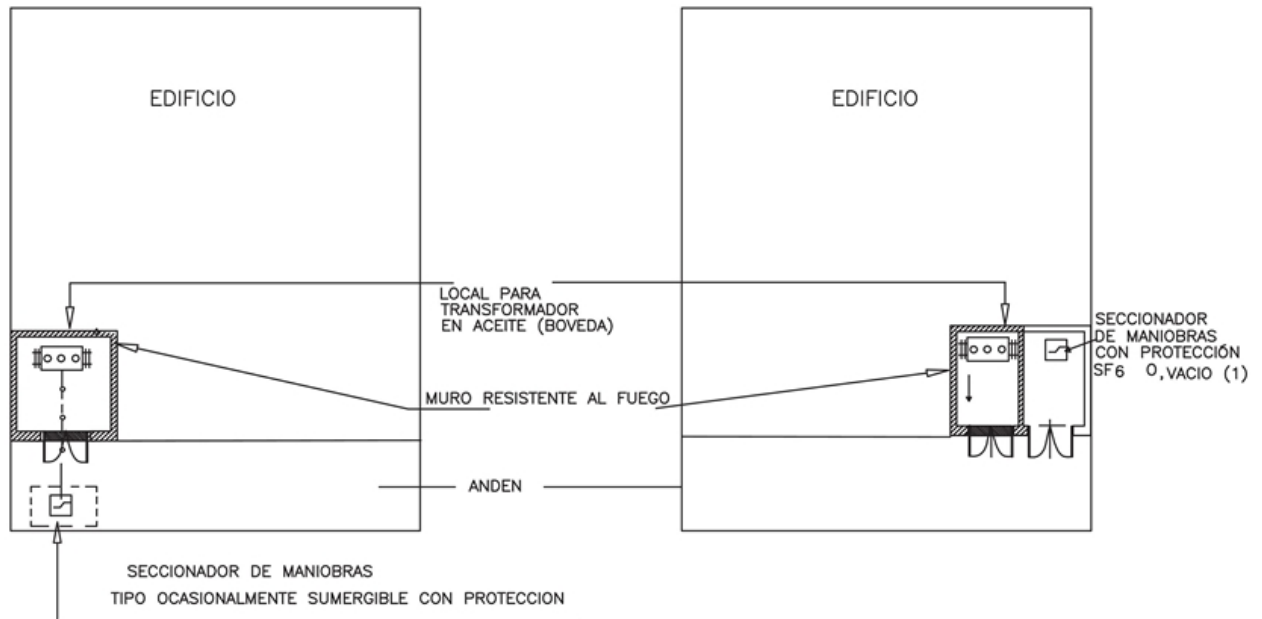 EDIFICIO
EDIFICIO
LOCAL PARA
TRANSFORMADOR
EN ACEITE (BOVEDA)
SECCIONADOR
DE MANIOBRAS
CON PROTECCIÓN
SF6 O,VACIO (1)
MURO RESISTENTE AL FUEGO
ANDEN
SECCIONADOR DE MANIOBRAS
TIPO OCASIONALMENTE SUMERGIBLE CON PROTECCION